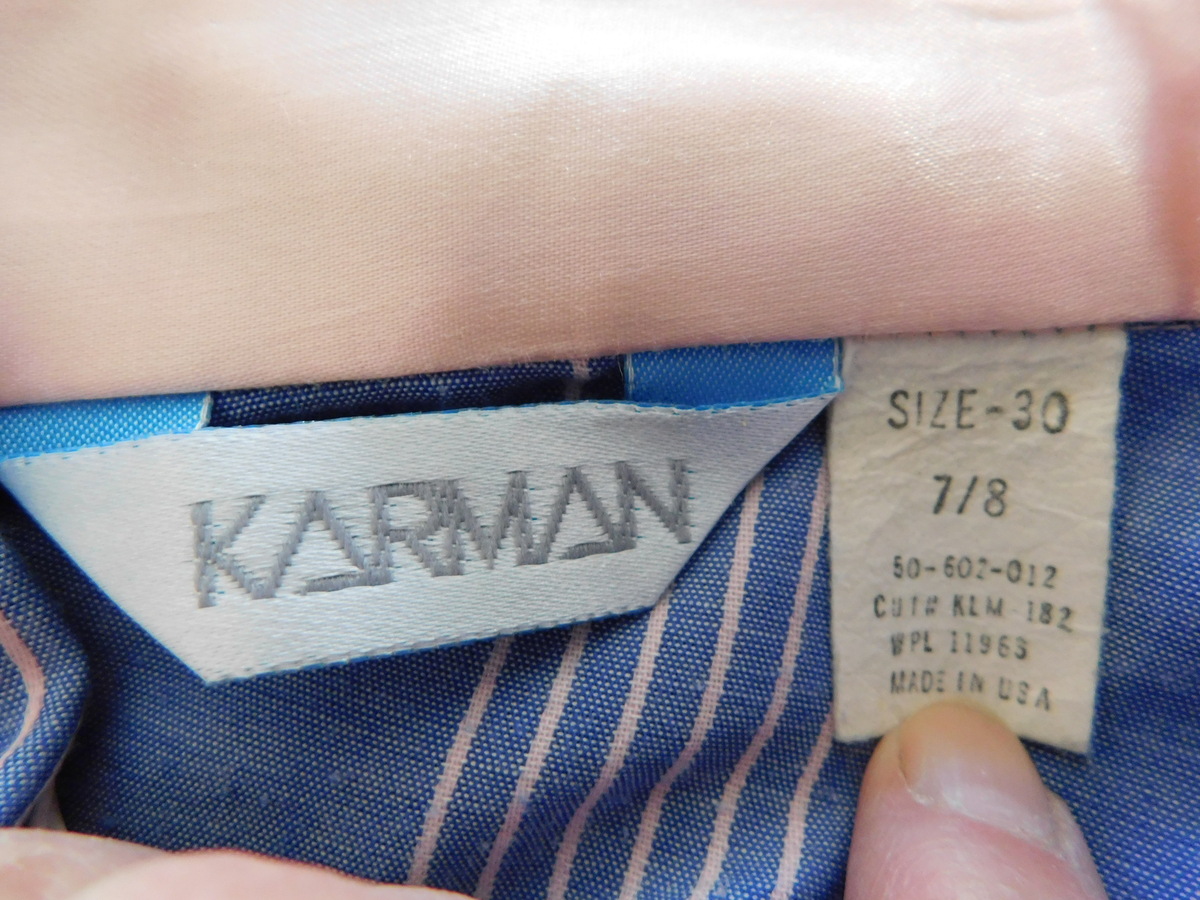 KARMAN
SIZE-30
7/8
50-602-012
CUT# KLM-182
WPL 11963
MADE IN USA